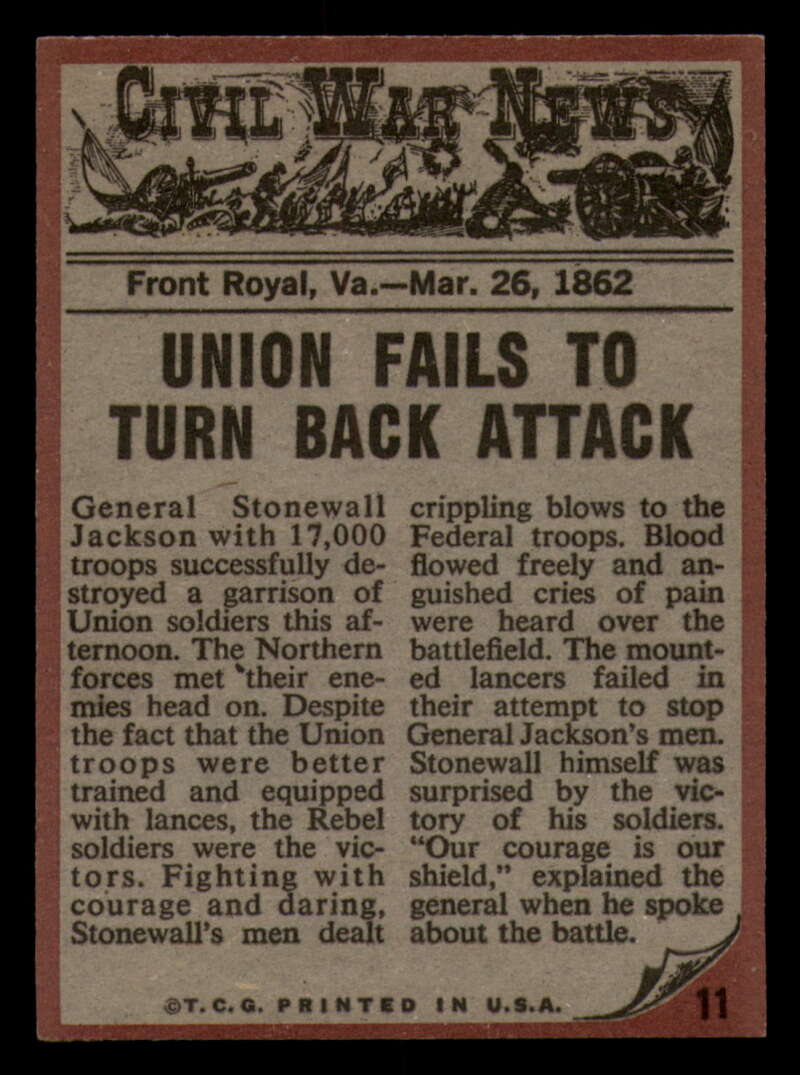 CIVIL WAR NEWS
Front Royal, Va.—Mar. 26, 1862
UNION FAILS TO
TURN BACK ATTACK
General Stonewall
Jackson with 17,000
troops successfully de-
stroyed a garrison of
Union soldiers this af-
ternoon. The Northern
forces met their ene-
mies head on. Despite
the fact that the Union
troops were better
trained and equipped
with lances, the Rebel
soldiers were the vic-
tors. Fighting with
courage and daring,
Stonewall's men dealt
crippling blows to the
Federal troops. Blood
flowed freely and an-
guished cries of pain
were heard over the
battlefield. The mount-
ed lancers failed in
their attempt to stop
General Jackson's men.
Stonewall himself was
surprised by the vic-
tory of his soldiers.
“Our courage is our
shield,” explained the
general when he spoke
about the battle.
©T.C.G. PRINTED IN U.S.A.
11